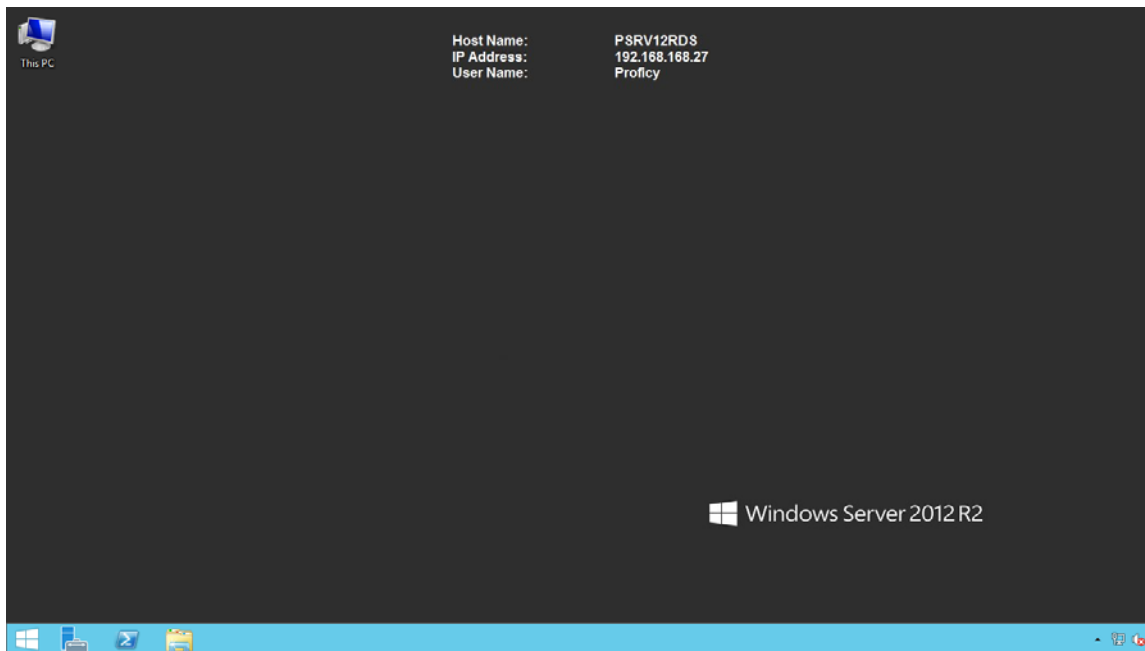 This PC
Host Name: PSRV12RDS
IP Address: 192.168.168.27
User Name: Proficy
Windows Server 2012 R2